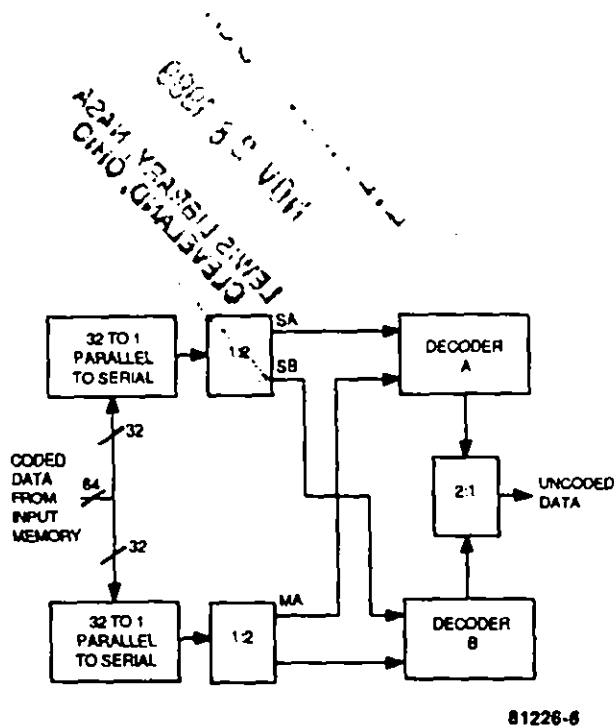 LEWIS LIBRARY, NASA
CLEVELAND, OHIO
NOV
32 TO 1
PARALLEL
TO SERIAL
1:2
SA
SB
DECODER
A
32
CODED
DATA
FROM
INPUT
MEMORY
64
32
2:1
UNCODED
DATA
32 TO 1
PARALLEL
TO SERIAL
1:2
MA
DECODER
B
81226-6